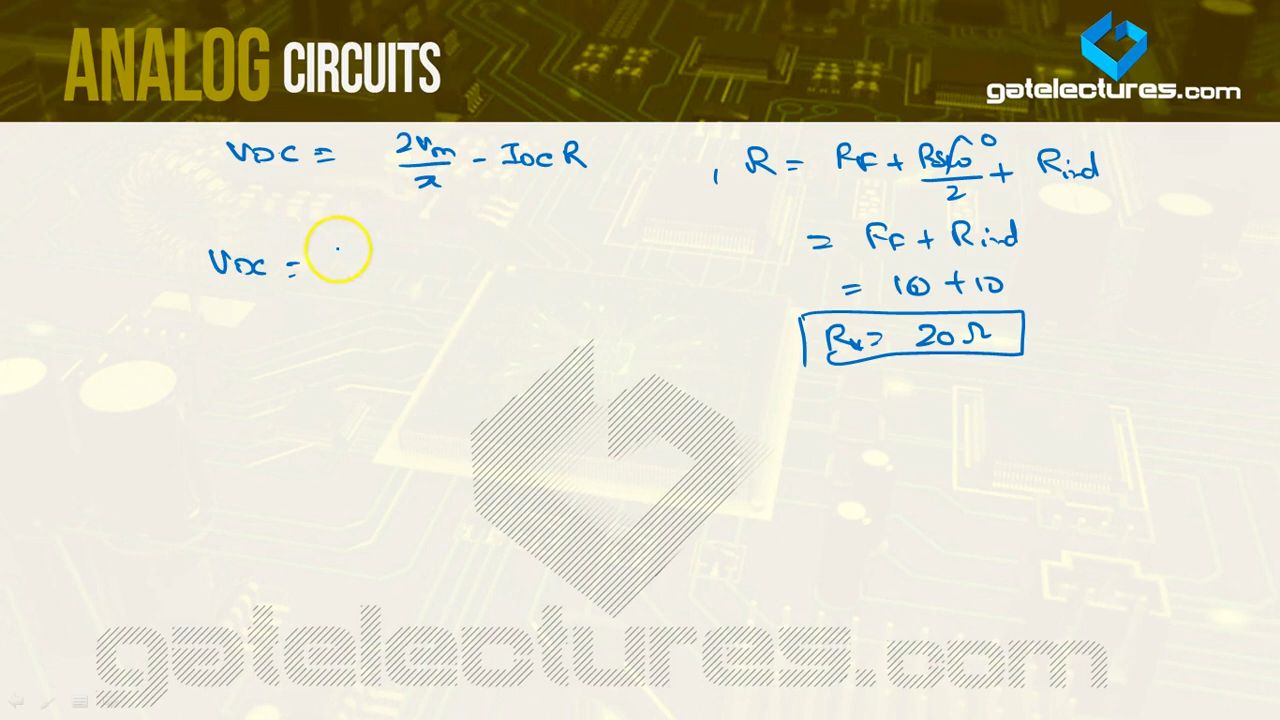 ANALOG CIRCUITS
gatelectures.com
VDC = 2Vm/π - IDC R , R = RF + RS/2 + Rind
0
= rF + Rind
VDC =
= 10 + 10
R = 20 Ω
gatelectures.com